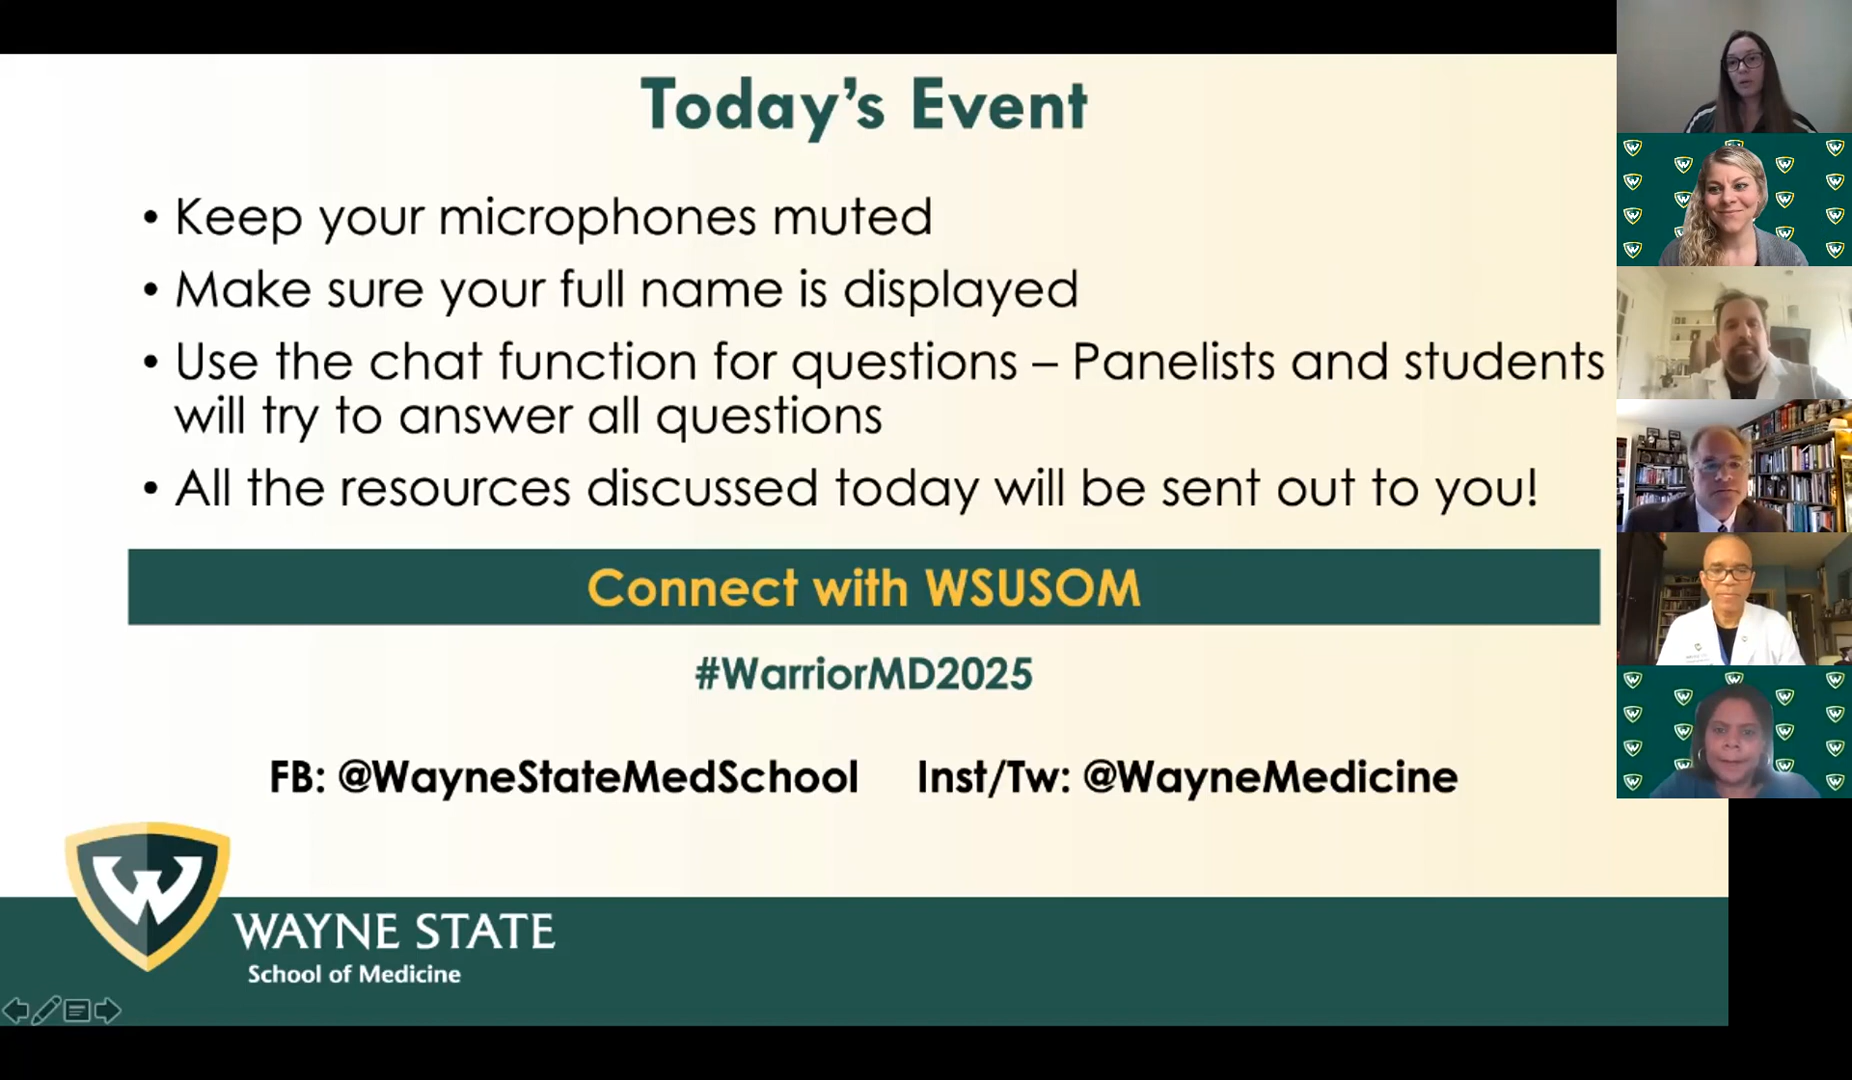 Today's Event
• Keep your microphones muted
• Make sure your full name is displayed
• Use the chat function for questions – Panelists and students
will try to answer all questions
• All the resources discussed today will be sent out to you!
Connect with WSUSOM
#WarriorMD2025
FB: @WayneStateMedSchool Inst/Tw: @WayneMedicine
WAYNE STATE
School of Medicine